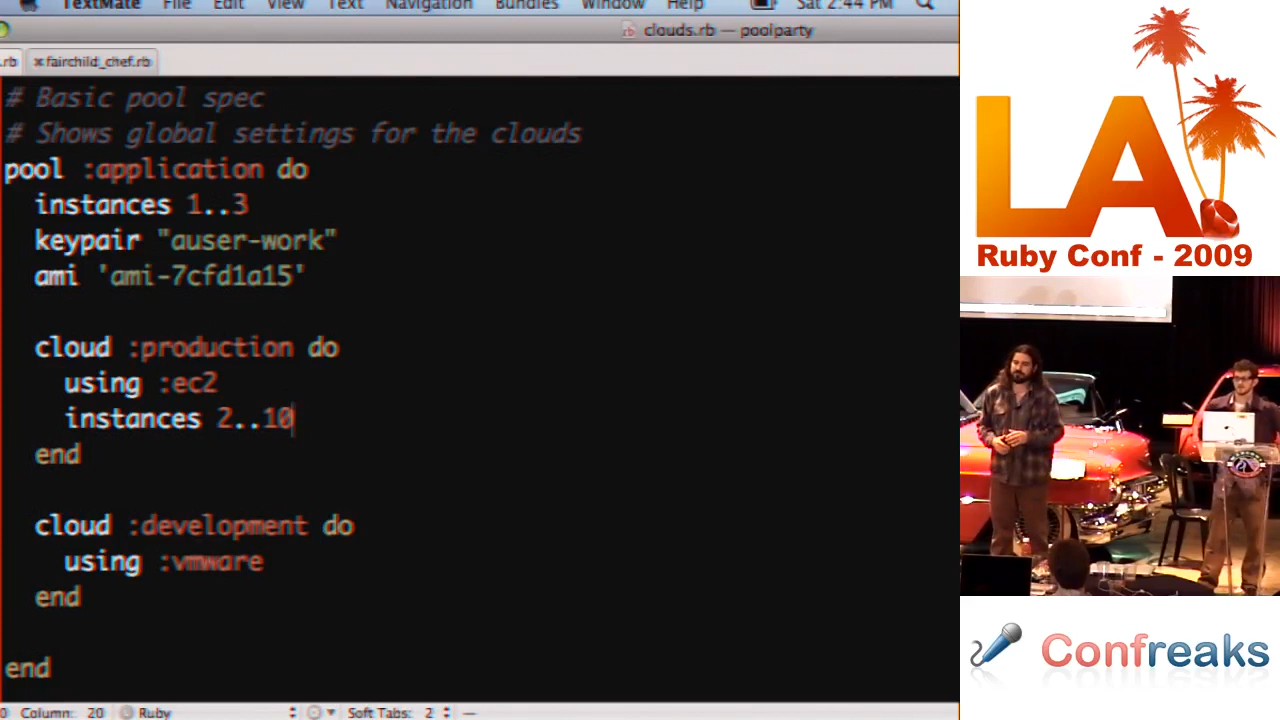 TextMate File Edit View Text Navigation Bundles Window Help Sat 2:44 PM
clouds.rb — poolparty
.rb fairchild_chef.rb
# Basic pool spec
# Shows global settings for the clouds
pool :application do
instances 1..3
keypair "auser-work"
ami 'ami-7cfd1a15'
cloud :production do
using :ec2
instances 2..10
end
cloud :development do
using :vmware
end
end
0 Column: 20 Ruby Soft Tabs: 2 —
LA
Ruby Conf - 2009
Confreaks